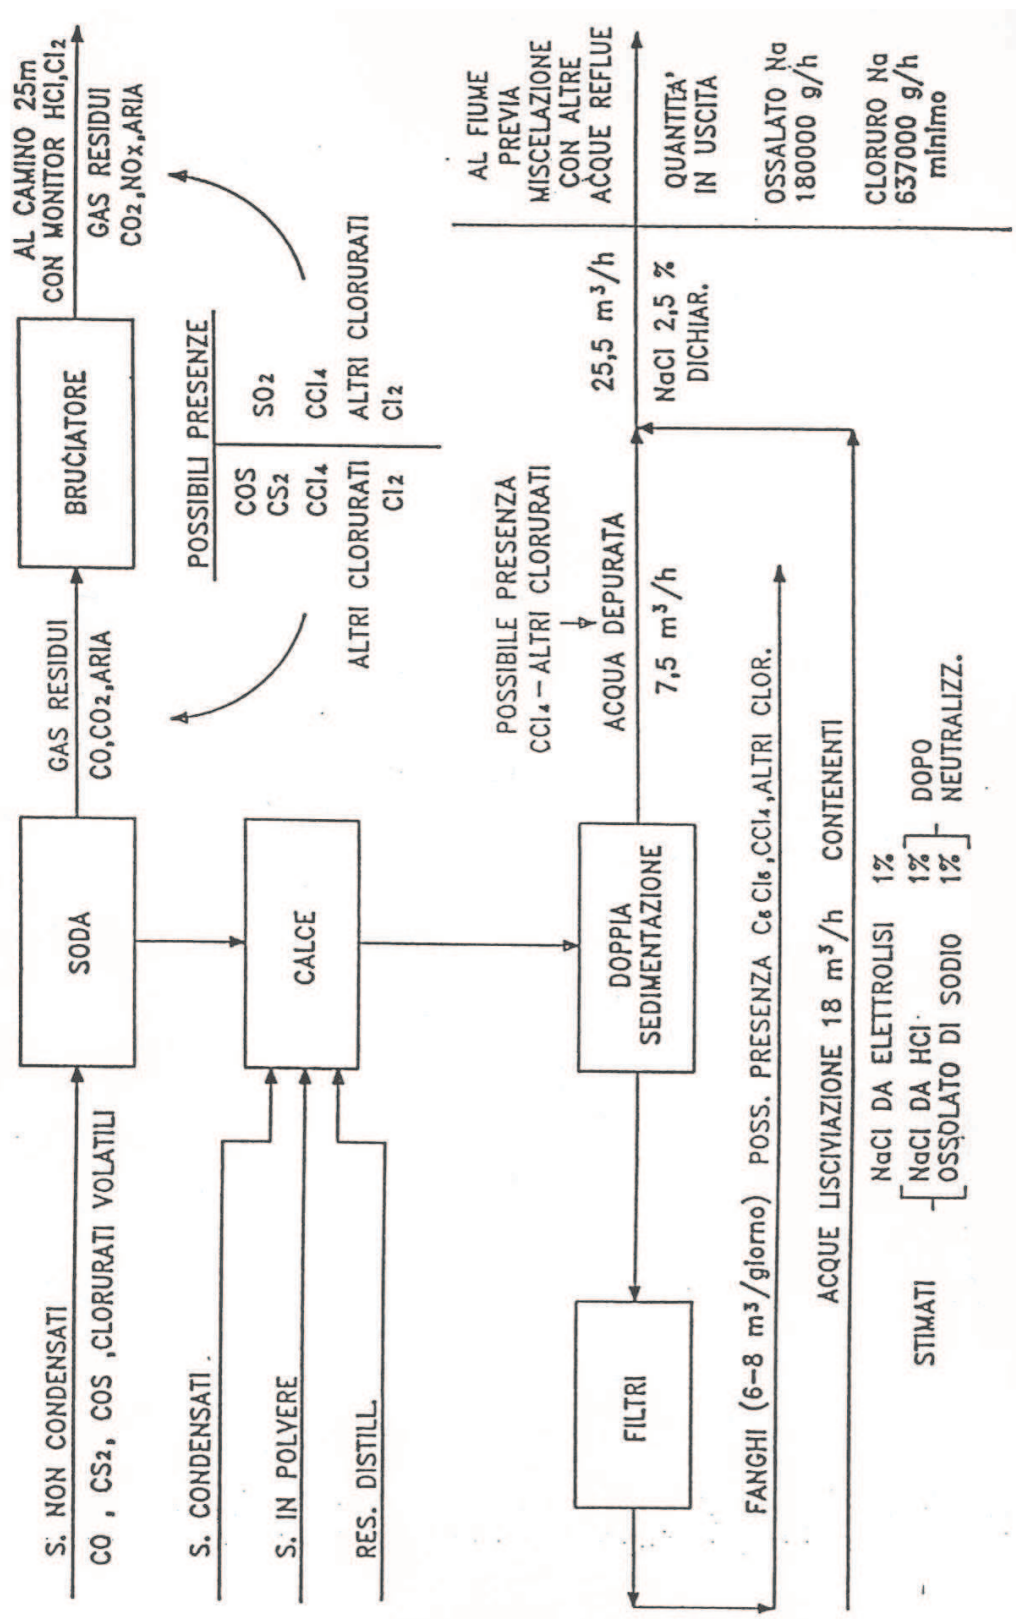 S. NON CONDENSATI
CO , CS2, COS ,CLORURATI VOLATILI
SODA
GAS RESIDUI
CO,CO2,ARIA
BRUCIATORE
AL CAMINO 25m
CON MONITOR HCl,Cl2
GAS RESIDUI
CO2,NOx,ARIA
POSSIBILI PRESENZE
COS
CS2
CCl4
ALTRI CLORURATI
Cl2
SO2
CCl4
ALTRI CLORURATI
Cl2
S. CONDENSATI
S. IN POLVERE
RES. DISTILL.
CALCE
DOPPIA
SEDIMENTAZIONE
FILTRI
POSSIBILE PRESENZA
CCl4-ALTRI CLORURATI
ACQUA DEPURATA
7,5 m³/h
25,5 m³/h
NaCl 2,5 %
DICHIAR.
AL FIUME
PREVIA
MISCELAZIONE
CON ALTRE
ACQUE REFLUE
QUANTITA'
IN USCITA
OSSALATO Na
180000 g/h
CLORURO Na
637000 g/h
minimo
FANGHI (6-8 m³/giorno) POSS. PRESENZA C6Cl6,CCl4,ALTRI CLOR.
ACQUE LISCIVIAZIONE 18 m³/h CONTENENTI
NaCl DA ELETTROLISI 1%
STIMATI
NaCl DA HCl 1%
OSSOLATO DI SODIO 1%
DOPO
NEUTRALIZZ.